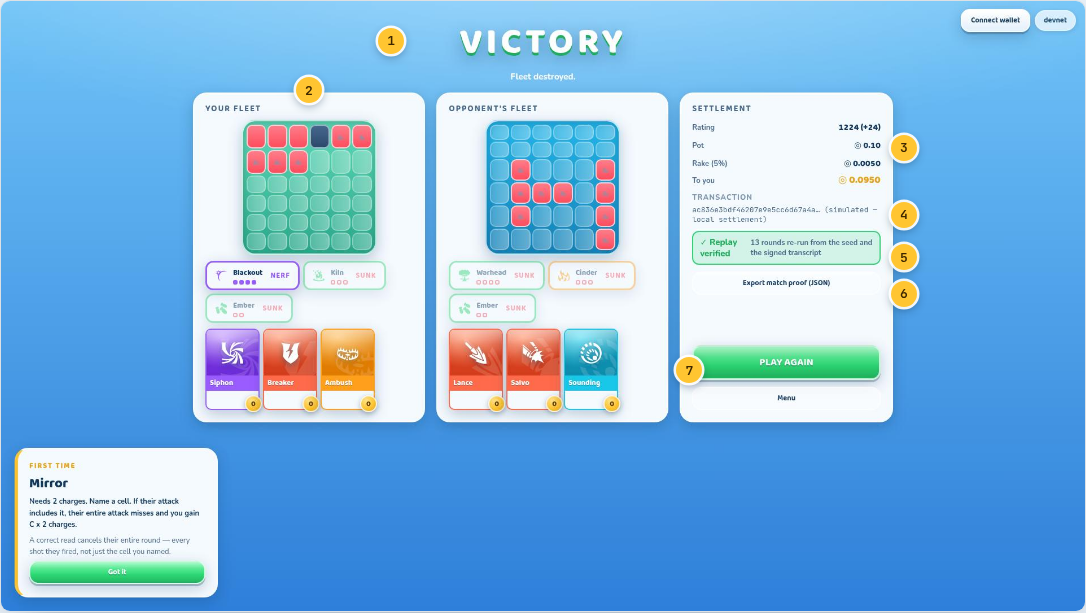 Connect wallet
devnet
1
VICTORY
Fleet destroyed.
2
YOUR FLEET
Blackout NERF
Kiln SUNK
Ember SUNK
Siphon
Breaker
Ambush
0
0
0
OPPONENT'S FLEET
Warhead SUNK
Cinder SUNK
Ember SUNK
Lance
Salvo
Sounding
0
0
0
SETTLEMENT
Rating 1224 (+24)
Pot ◎ 0.10
3
Rake (5%) ◎ 0.0050
To you ◎ 0.0950
TRANSACTION
ac836e3bdf46207e9e5cc6d67a4a… (simulated –
local settlement)
4
✓ Replay
verified
13 rounds re-run from the seed and
the signed transcript
5
Export match proof (JSON)
6
7
PLAY AGAIN
Menu
FIRST TIME
Mirror
Needs 2 charges. Name a cell. If their attack
includes it, their entire attack misses and you gain
C x 2 charges.
A correct read cancels their entire round — every
shot they fired, not just the cell you named.
Got it